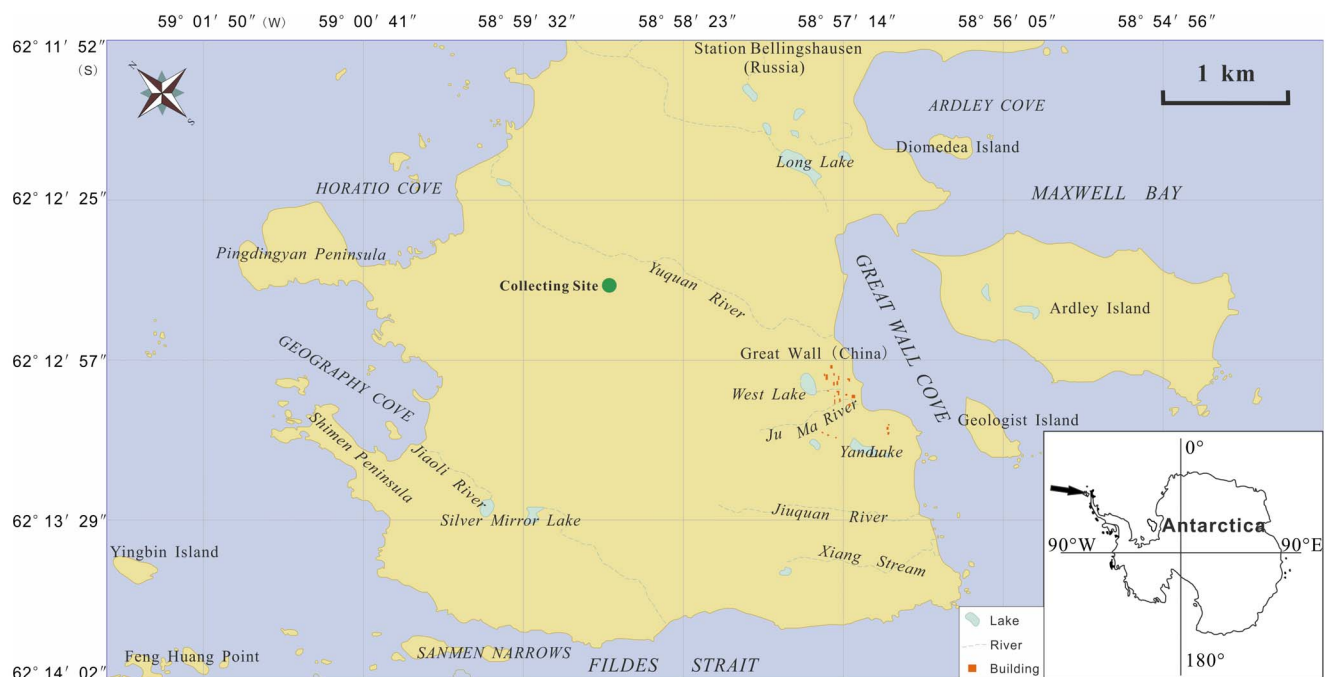 59° 01′ 50″ (W)
59° 00′ 41″
58° 59′ 32″
58° 58′ 23″
58° 57′ 14″
58° 56′ 05″
58° 54′ 56″
62° 11′ 52″
(S)
N
S
Station Bellingshausen
(Russia)
1 km
ARDLEY COVE
Diomedea Island
Long Lake
HORATIO COVE
MAXWELL BAY
62° 12′ 25″
Pingdingyan Peninsula
Collecting Site
Yuquan River
GREAT WALL COVE
Ardley Island
62° 12′ 57″
GEOGRAPHY COVE
Great Wall (China)
West Lake
Ju Ma River
Geologist Island
Shimen Peninsula
Jiaoli River
YanouLake
62° 13′ 29″
Silver Mirror Lake
Jiuquan River
Xiang Stream
Yingbin Island
0°
Antarctica
90°W
90°E
180°
Lake
River
Building
Feng Huang Point
SANMEN NARROWS
FILDES STRAIT
62° 14′ 02″